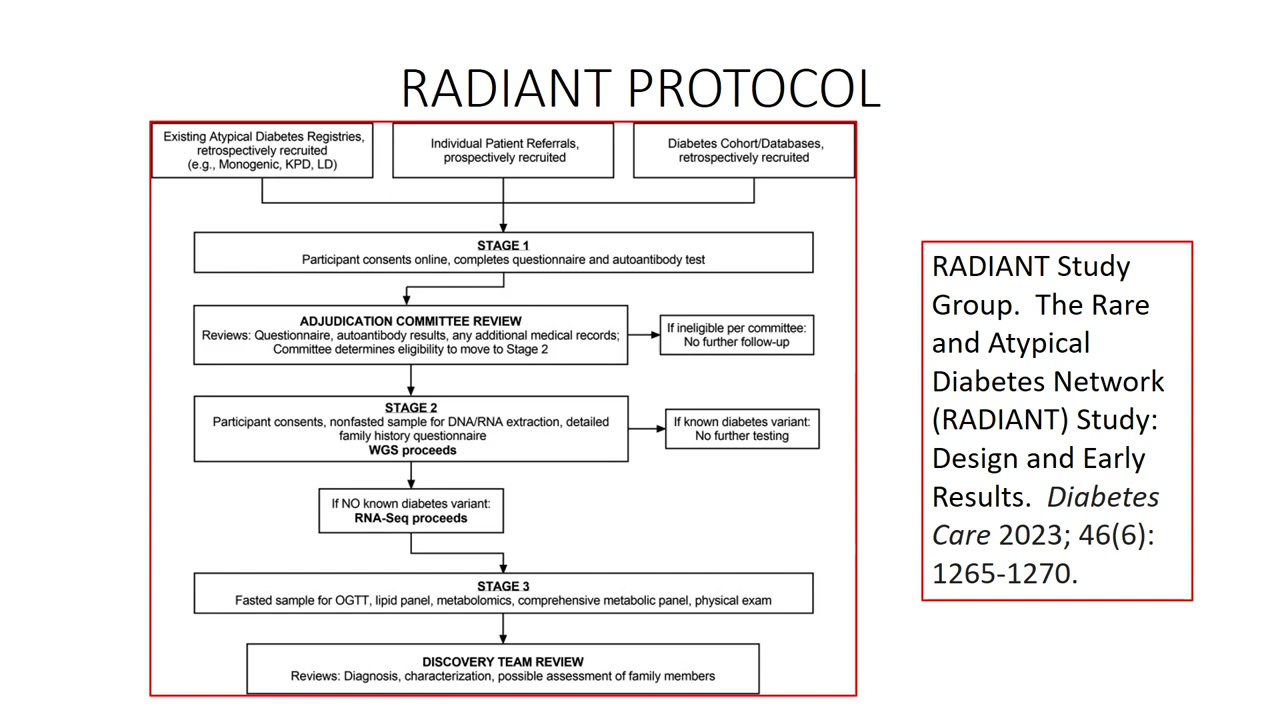 RADIANT PROTOCOL
Existing Atypical Diabetes Registries,
retrospectively recruited
(e.g., Monogenic, KPD, LD)
Individual Patient Referrals,
prospectively recruited
Diabetes Cohort/Databases,
retrospectively recruited
STAGE 1
Participant consents online, completes questionnaire and autoantibody test
ADJUDICATION COMMITTEE REVIEW
Reviews: Questionnaire, autoantibody results, any additional medical records;
Committee determines eligibility to move to Stage 2
If ineligible per committee:
No further follow-up
STAGE 2
Participant consents, nonfasted sample for DNA/RNA extraction, detailed
family history questionnaire
WGS proceeds
If known diabetes variant:
No further testing
If NO known diabetes variant:
RNA-Seq proceeds
STAGE 3
Fasted sample for OGTT, lipid panel, metabolomics, comprehensive metabolic panel, physical exam
DISCOVERY TEAM REVIEW
Reviews: Diagnosis, characterization, possible assessment of family members
RADIANT Study
Group.  The Rare
and Atypical
Diabetes Network
(RADIANT) Study:
Design and Early
Results.  Diabetes
Care 2023; 46(6):
1265-1270.